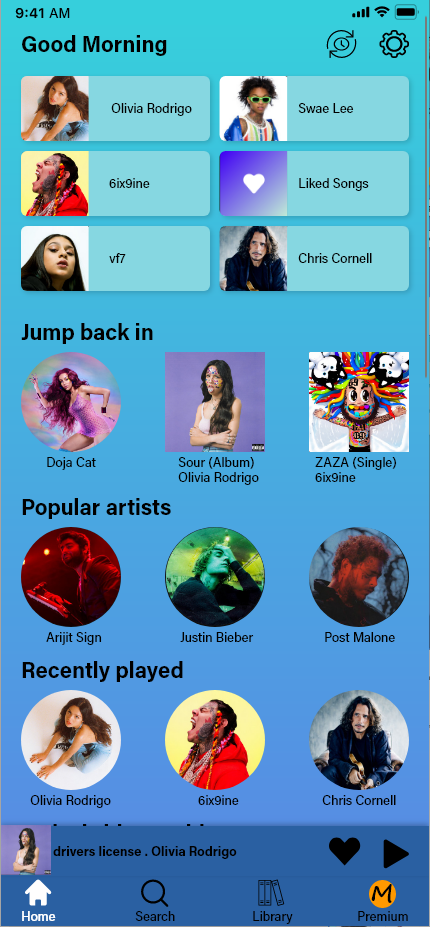 9:41 AM
Good Morning
Olivia Rodrigo
Swae Lee
6ix9ine
Liked Songs
vf7
Chris Cornell
Jump back in
Doja Cat
Sour (Album)
Olivia Rodrigo
ZAZA (Single)
6ix9ine
Popular artists
Arijit Sign
Justin Bieber
Post Malone
Recently played
Olivia Rodrigo
6ix9ine
Chris Cornell
drivers license . Olivia Rodrigo
Home
Search
Library
M
Premium